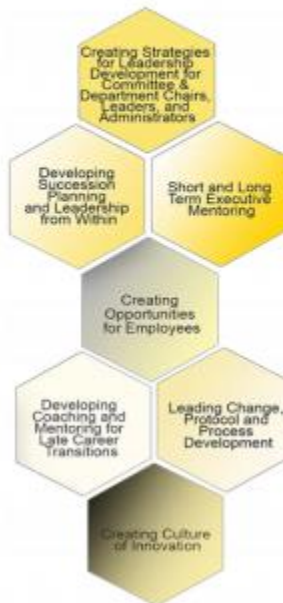 Creating Strategies
for Leadership
Development for
Committee &
Department Chairs,
Leaders, and
Administrators
Developing
Succession
Planning
and Leadership
from Within
Short and Long
Term Executive
Mentoring
Creating
Opportunities
for Employees
Developing
Coaching and
Mentoring for
Late Career
Transitions
Leading Change,
Protocol and
Process
Development
Creating Culture
of Innovation